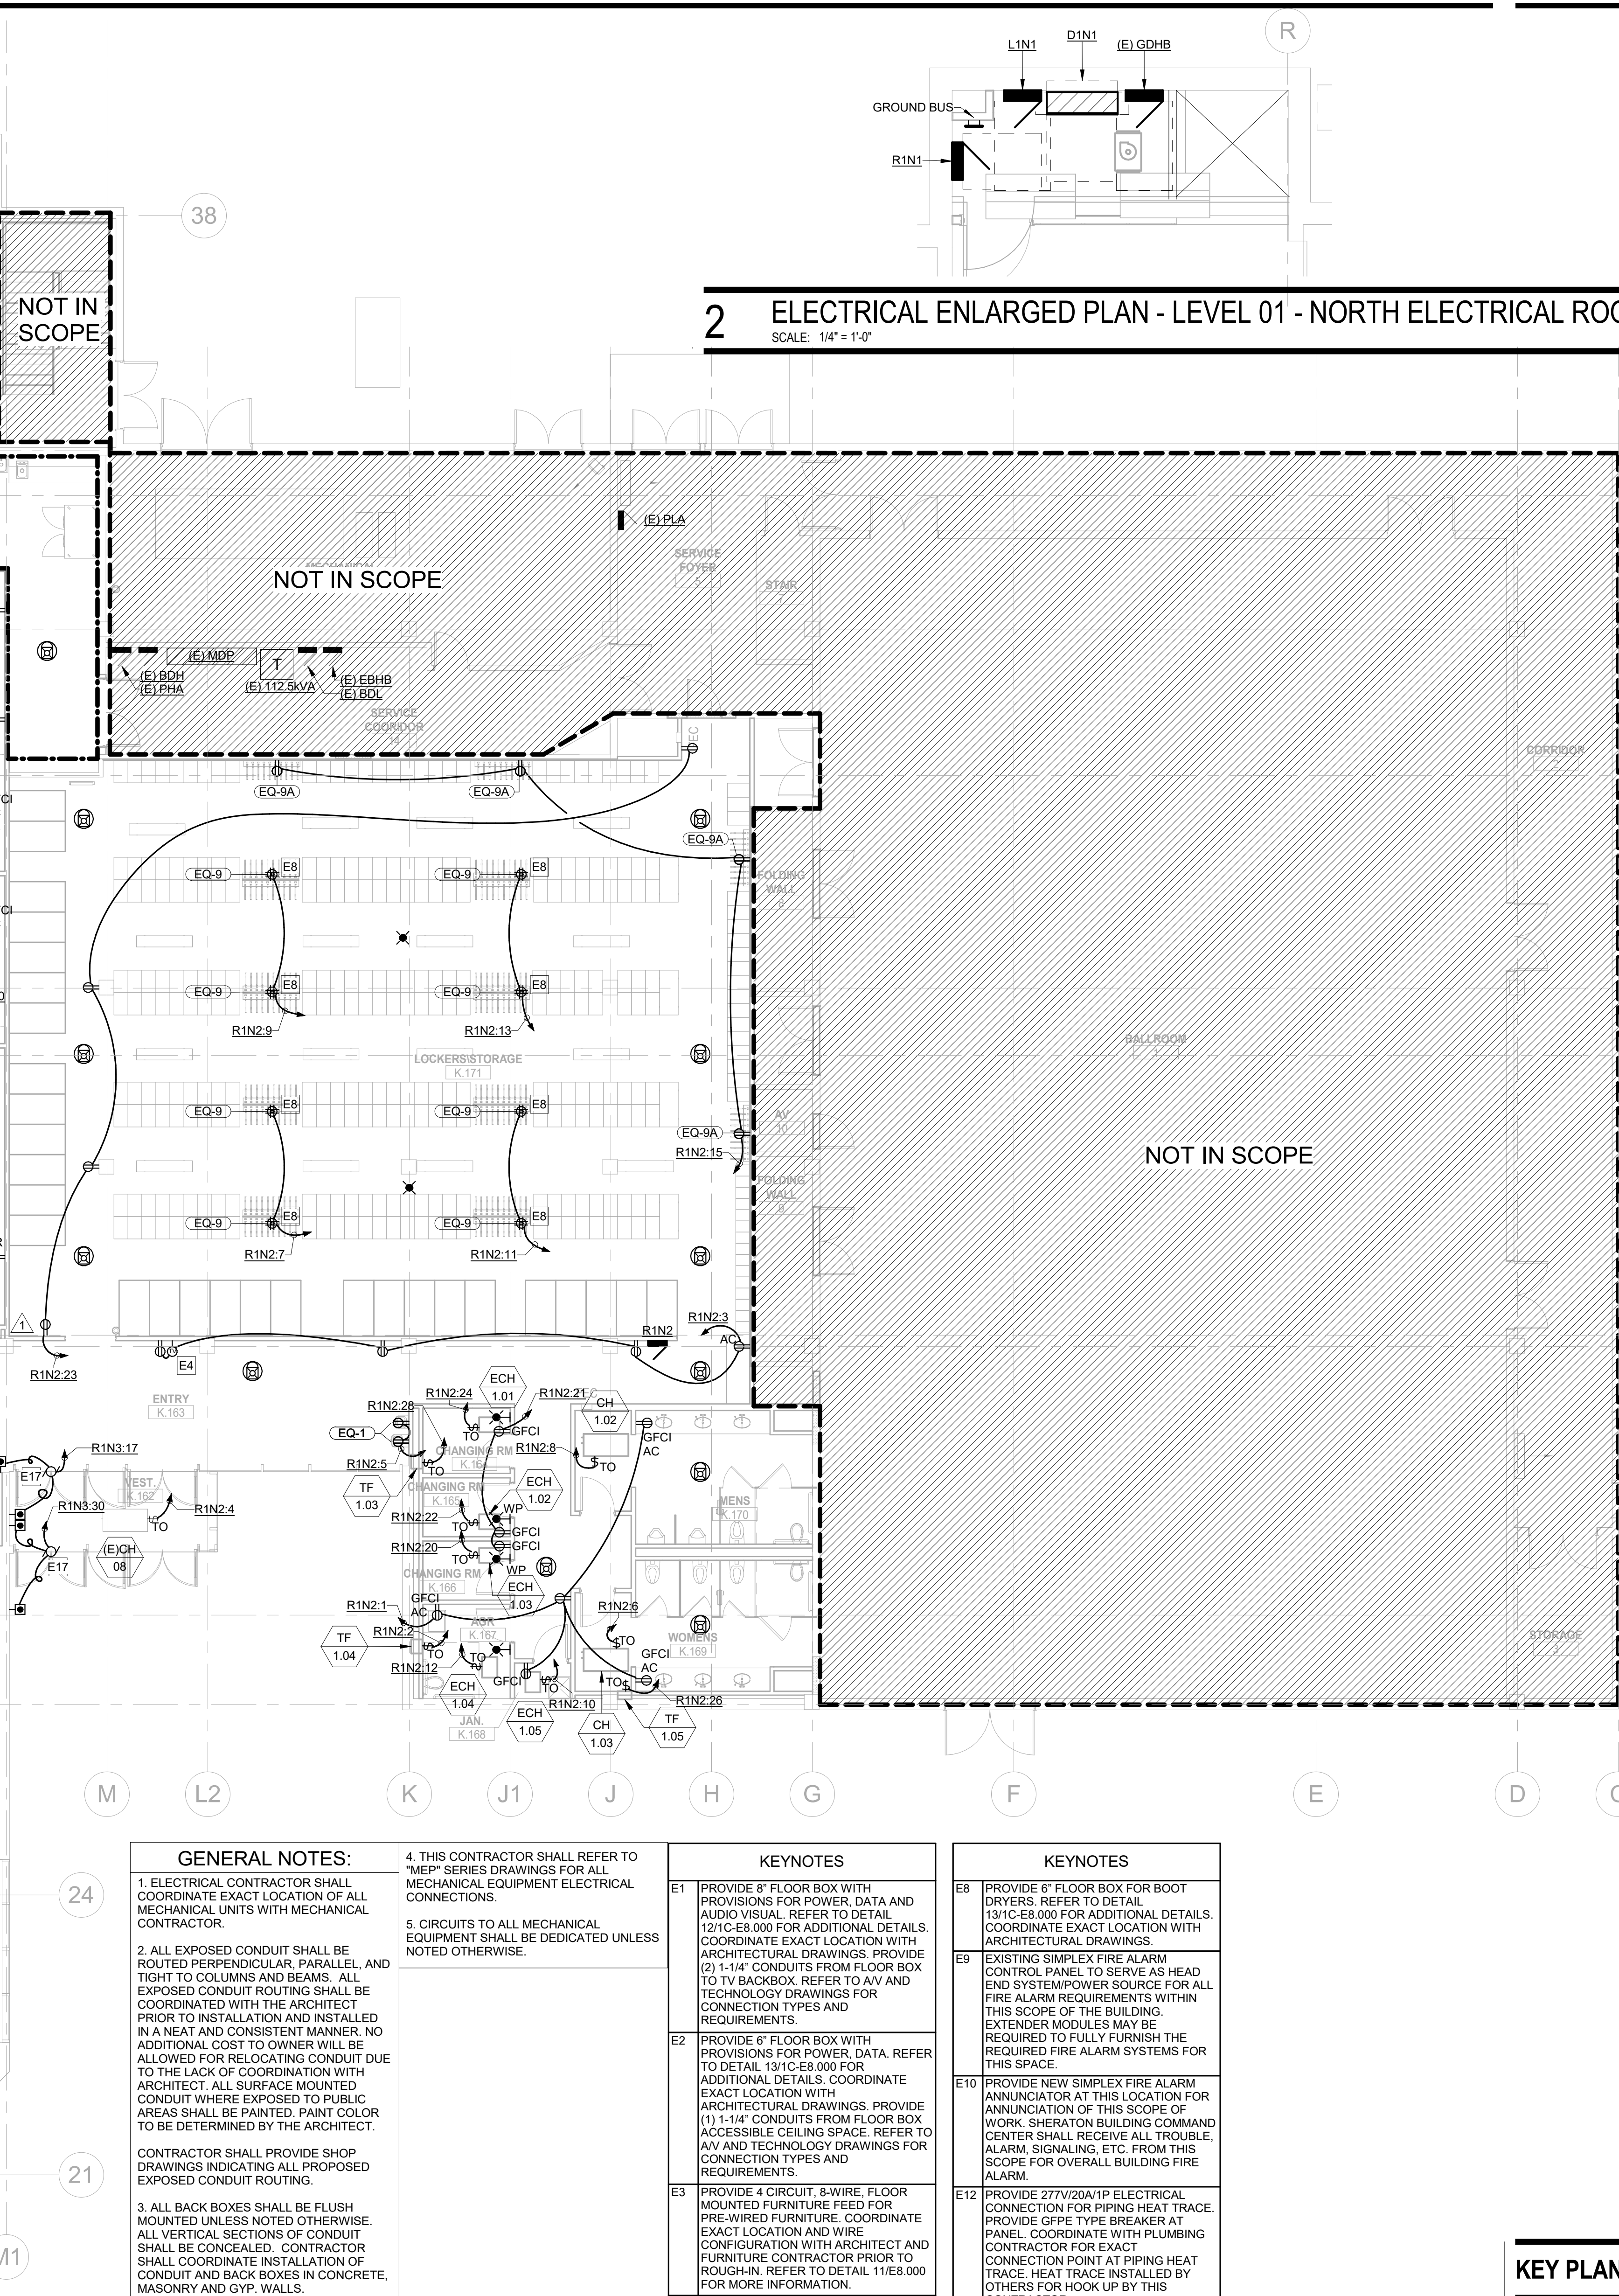 R
L1N1
D1N1
(E) GDHB
GROUND BUS
R1N1
38
NOT IN
SCOPE
2
ELECTRICAL ENLARGED PLAN - LEVEL 01 - NORTH ELECTRICAL
SCALE: 1/4" = 1'-0"
(E) PLA
SERVICE
FOYER
5
STAIR
7
NOT IN SCOPE
(E) MDP
T
(E) BDH
(E) PHA
(E) 112.5kVA
(E) EBHB
(E) BDL
SERVICE
COORIDOR
14
EC
CORRIDOR
2
EQ-9A
EQ-9A
EQ-9A
EQ-9
E8
EQ-9
E8
FOLDING
WALL
8
EQ-9
E8
EQ-9
E8
R1N2:9
R1N2:13
BALLROOM
1
LOCKERS\STORAGE
K.171
EQ-9
E8
EQ-9
E8
AV
10
EQ-9A
R1N2:15
NOT IN SCOPE
FOLDING
WALL
9
EQ-9
E8
EQ-9
E8
R1N2:7
R1N2:11
1
R1N2:3
R1N2
AC
E4
R1N2:23
ENTRY
K.163
ECH
1.01
R1N2:24
R1N2:21
CH
1.02
R1N2:28
EQ-1
TO
GFCI
GFCI
AC
CHANGING RM
K.164
R1N2:8
R1N3:17
R1N2:5
TO
TO
E17
VEST.
K.162
TF
1.03
CHANGING RM
K.165
ECH
1.02
MENS
K.170
R1N3:30
R1N2:4
WP
TO
R1N2:22
TO
GFCI
R1N2:20
GFCI
(E)CH
08
TO
WP
E17
CHANGING RM
K.166
ECH
1.03
GFCI
R1N2:1
AC
R1N2:6
AGR
K.167
TF
1.04
R1N2:2
TO
WOMENS
K.169
STORAGE
3
TO
R1N2:12
TO
GFCI
AC
ECH
1.04
GFCI
TO
TO
R1N2:10
R1N2:26
JAN.
K.168
ECH
1.05
CH
1.03
TF
1.05
M
L2
K
J1
J
H
G
F
E
D
24
21
GENERAL NOTES:
1. ELECTRICAL CONTRACTOR SHALL
COORDINATE EXACT LOCATION OF ALL
MECHANICAL UNITS WITH MECHANICAL
CONTRACTOR.
2. ALL EXPOSED CONDUIT SHALL BE
ROUTED PERPENDICULAR, PARALLEL, AND
TIGHT TO COLUMNS AND BEAMS. ALL
EXPOSED CONDUIT ROUTING SHALL BE
COORDINATED WITH THE ARCHITECT
PRIOR TO INSTALLATION AND INSTALLED
IN A NEAT AND CONSISTENT MANNER. NO
ADDITIONAL COST TO OWNER WILL BE
ALLOWED FOR RELOCATING CONDUIT DUE
TO THE LACK OF COORDINATION WITH
ARCHITECT. ALL SURFACE MOUNTED
CONDUIT WHERE EXPOSED TO PUBLIC
AREAS SHALL BE PAINTED. PAINT COLOR
TO BE DETERMINED BY THE ARCHITECT.
CONTRACTOR SHALL PROVIDE SHOP
DRAWINGS INDICATING ALL PROPOSED
EXPOSED CONDUIT ROUTING.
3. ALL BACK BOXES SHALL BE FLUSH
MOUNTED UNLESS NOTED OTHERWISE.
ALL VERTICAL SECTIONS OF CONDUIT
SHALL BE CONCEALED. CONTRACTOR
SHALL COORDINATE INSTALLATION OF
CONDUIT AND BACK BOXES IN CONCRETE,
MASONRY AND GYP. WALLS.
4. THIS CONTRACTOR SHALL REFER TO
"MEP" SERIES DRAWINGS FOR ALL
MECHANICAL EQUIPMENT ELECTRICAL
CONNECTIONS.
5. CIRCUITS TO ALL MECHANICAL
EQUIPMENT SHALL BE DEDICATED UNLESS
NOTED OTHERWISE.
KEYNOTES
E1 PROVIDE 8" FLOOR BOX WITH
PROVISIONS FOR POWER, DATA AND
AUDIO VISUAL. REFER TO DETAIL
12/1C-E8.000 FOR ADDITIONAL DETAILS.
COORDINATE EXACT LOCATION WITH
ARCHITECTURAL DRAWINGS. PROVIDE
(2) 1-1/4" CONDUITS FROM FLOOR BOX
TO TV BACKBOX. REFER TO A/V AND
TECHNOLOGY DRAWINGS FOR
CONNECTION TYPES AND
REQUIREMENTS.
E2 PROVIDE 6" FLOOR BOX WITH
PROVISIONS FOR POWER, DATA. REFER
TO DETAIL 13/1C-E8.000 FOR
ADDITIONAL DETAILS. COORDINATE
EXACT LOCATION WITH
ARCHITECTURAL DRAWINGS. PROVIDE
(1) 1-1/4" CONDUITS FROM FLOOR BOX
ACCESSIBLE CEILING SPACE. REFER TO
A/V AND TECHNOLOGY DRAWINGS FOR
CONNECTION TYPES AND
REQUIREMENTS.
E3 PROVIDE 4 CIRCUIT, 8-WIRE, FLOOR
MOUNTED FURNITURE FEED FOR
PRE-WIRED FURNITURE. COORDINATE
EXACT LOCATION AND WIRE
CONFIGURATION WITH ARCHITECT AND
FURNITURE CONTRACTOR PRIOR TO
ROUGH-IN. REFER TO DETAIL 11/E8.000
FOR MORE INFORMATION.
KEYNOTES
E8 PROVIDE 6" FLOOR BOX FOR BOOT
DRYERS. REFER TO DETAIL
13/1C-E8.000 FOR ADDITIONAL DETAILS.
COORDINATE EXACT LOCATION WITH
ARCHITECTURAL DRAWINGS.
E9 EXISTING SIMPLEX FIRE ALARM
CONTROL PANEL TO SERVE AS HEAD
END SYSTEM/POWER SOURCE FOR ALL
FIRE ALARM REQUIREMENTS WITHIN
THIS SCOPE OF THE BUILDING.
EXTENDER MODULES MAY BE
REQUIRED TO FULLY FURNISH THE
REQUIRED FIRE ALARM SYSTEMS FOR
THIS SPACE.
E10 PROVIDE NEW SIMPLEX FIRE ALARM
ANNUNCIATOR AT THIS LOCATION FOR
ANNUNCIATION OF THIS SCOPE OF
WORK. SHERATON BUILDING COMMAND
CENTER SHALL RECEIVE ALL TROUBLE,
ALARM, SIGNALING, ETC. FROM THIS
SCOPE FOR OVERALL BUILDING FIRE
ALARM.
E12 PROVIDE 277V/20A/1P ELECTRICAL
CONNECTION FOR PIPING HEAT TRACE.
PROVIDE GFPE TYPE BREAKER AT
PANEL. COORDINATE WITH PLUMBING
CONTRACTOR FOR EXACT
CONNECTION POINT AT PIPING HEAT
TRACE. HEAT TRACE INSTALLED BY
OTHERS FOR HOOK UP BY THIS
KEY PLAN